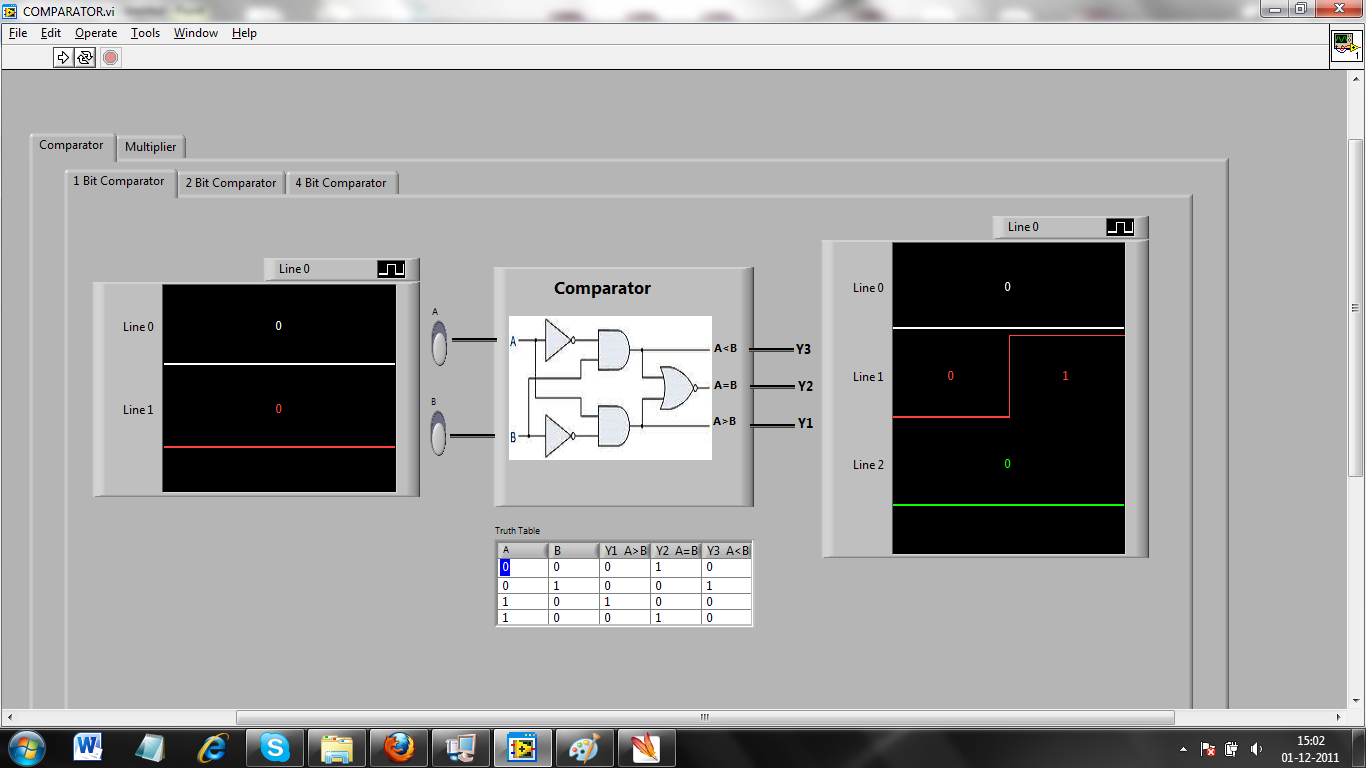 COMPARATOR.vi
File Edit Operate Tools Window Help
1
Comparator Multiplier
1 Bit Comparator 2 Bit Comparator 4 Bit Comparator
Line 0
Line 0 0
Line 1 0
A
B
Comparator
A
B
A<B
A=B
A>B
Y3
Y2
Y1
Line 0
Line 0 0
Line 1 0 1
Line 2 0
Truth Table
A B Y1 A>B Y2 A=B Y3 A<B
0 0 0 1 0
0 1 0 0 1
1 0 1 0 0
1 0 0 1 0
15:02
01-12-2011